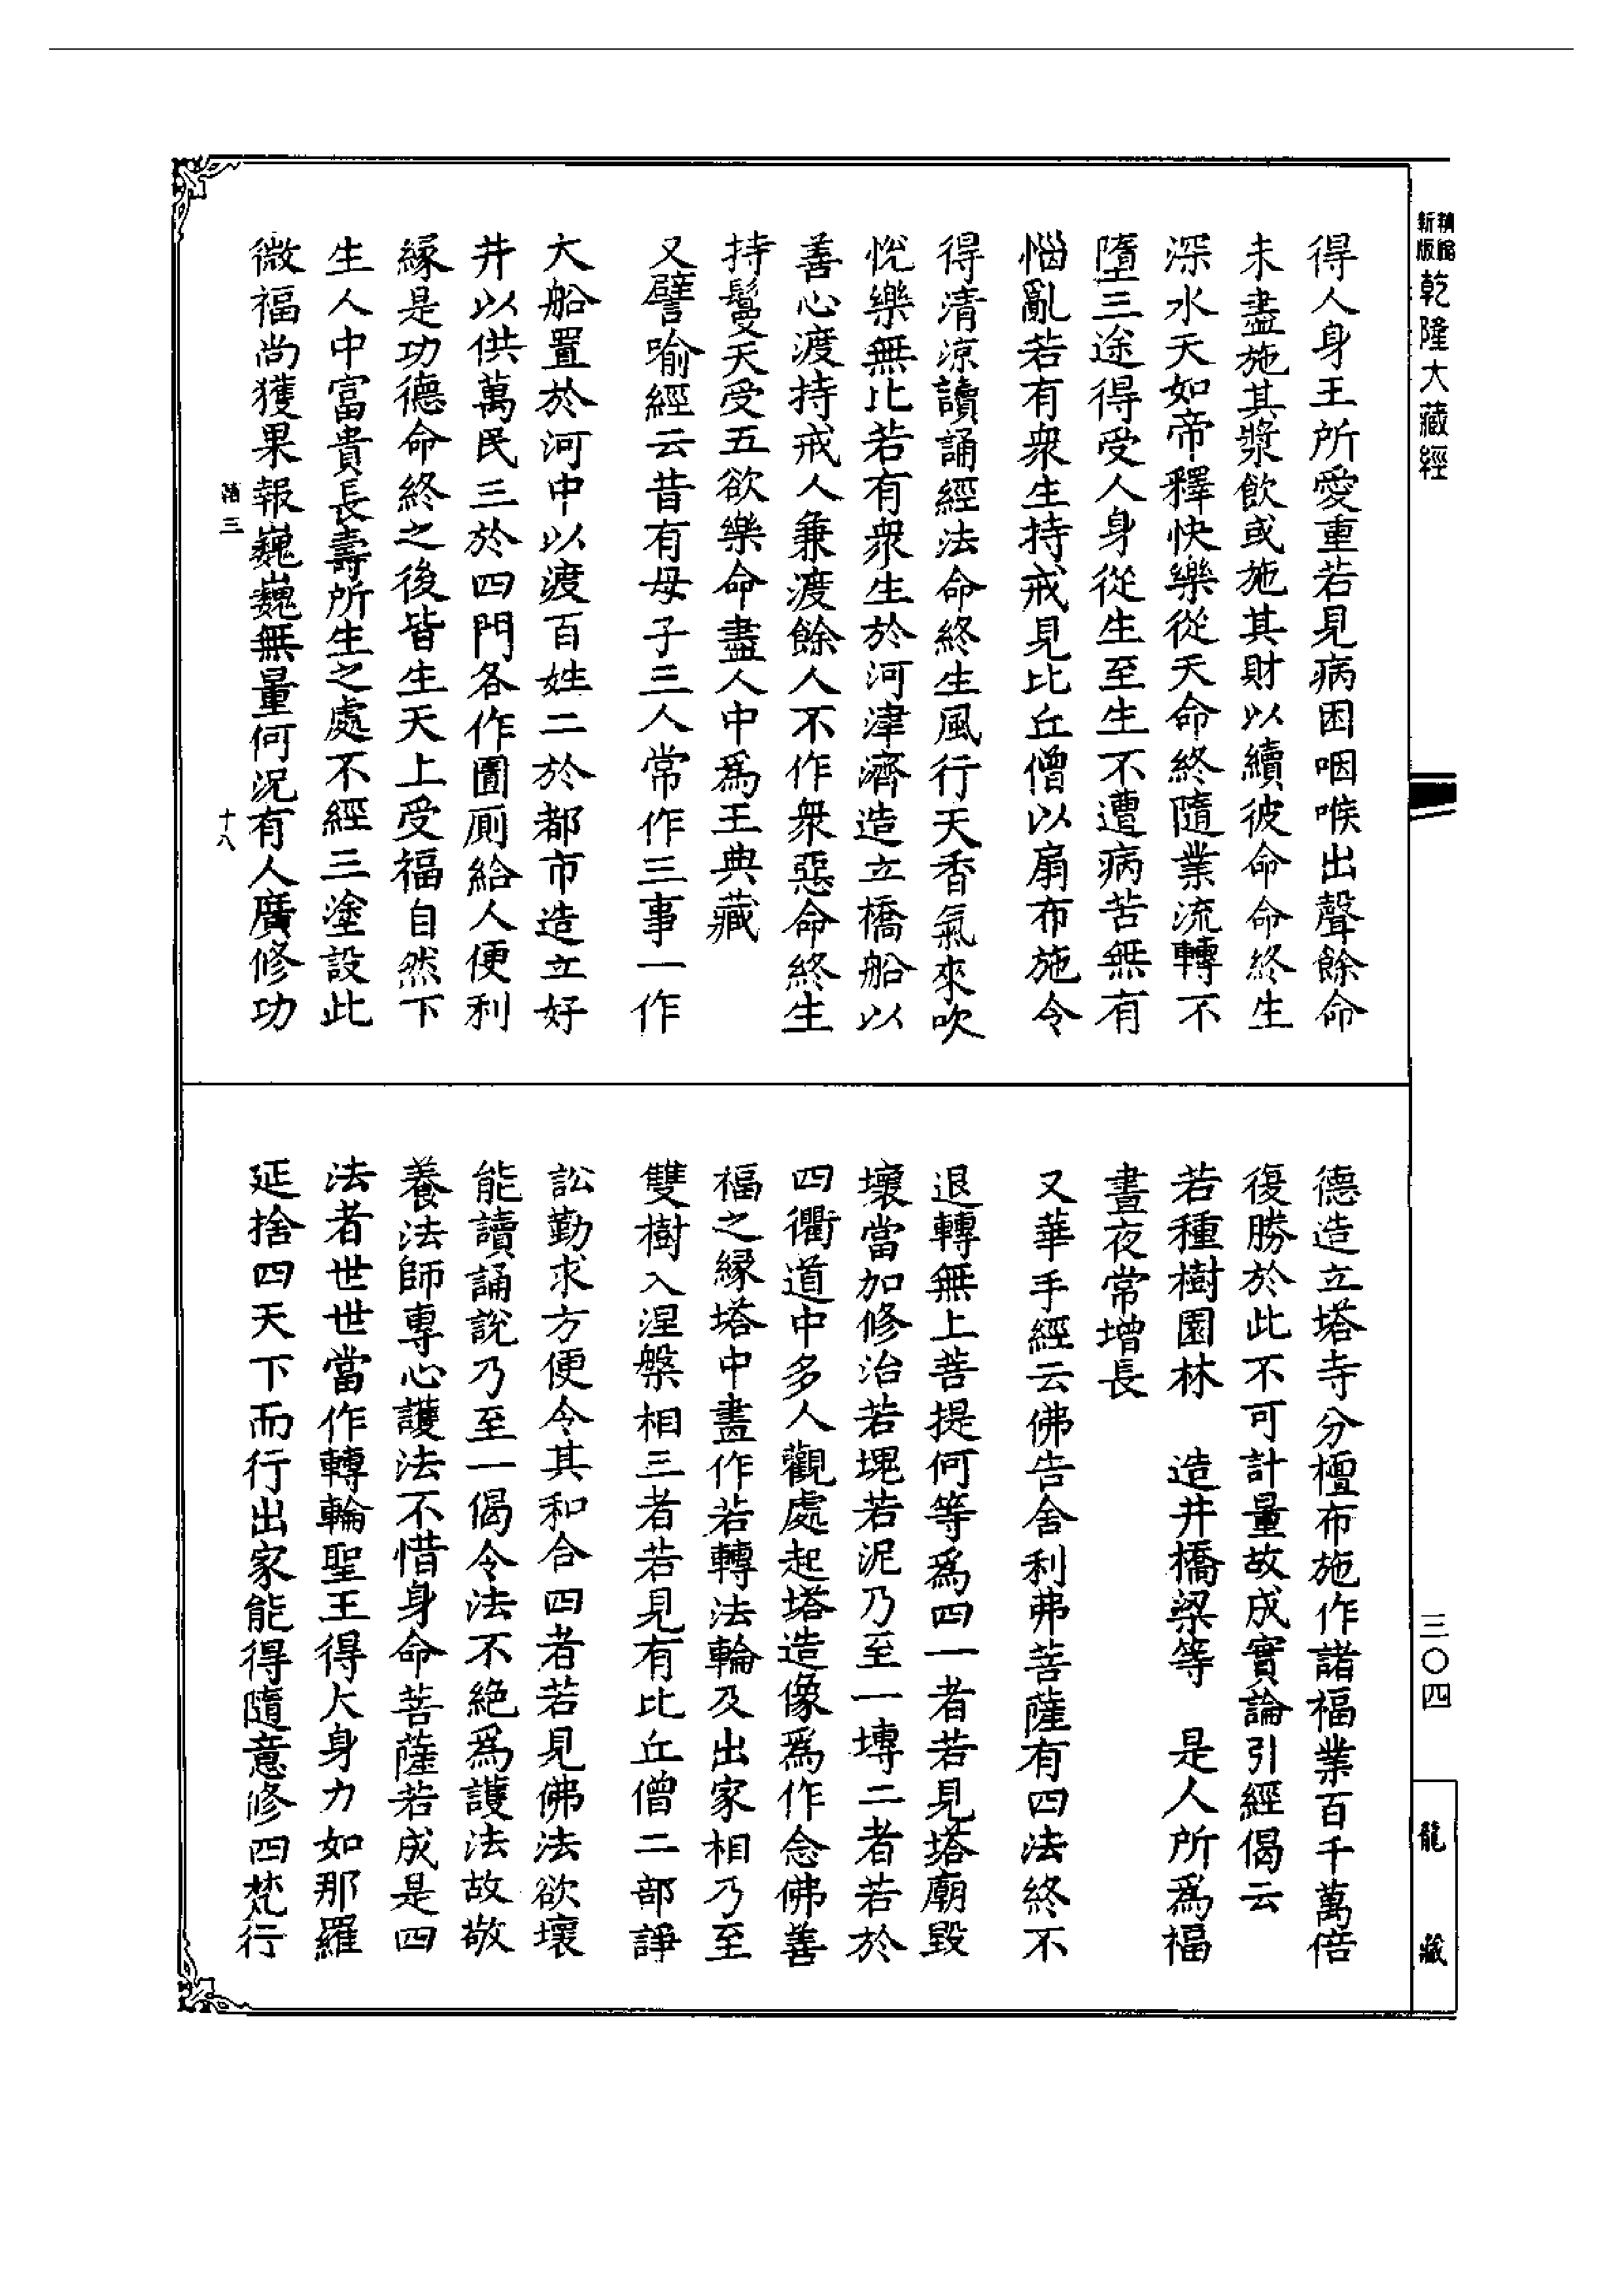 新編
新版
乾隆大藏經
三〇四
龍藏
得人身王所愛重若見病困咽喉出聲餘命
未盡施其漿飲或施其財以續彼命命終生
深水天如帝釋快樂從天命終隨業流轉不
墮三途得受人身從生至生不遭病苦無有
惱亂若有衆生持戒見比丘僧以扇布施令
得清涼讀誦經法命終生風行天香氣來吹
悅樂無比若有衆生於河津濟造立橋船以
善心渡持戒人兼渡餘人不作衆惡命終生
持鬘天受五欲樂命盡人中爲王典藏
又譬喻經云昔有母子三人常作三事一作
大船置於河中以渡百姓二於都市造立好
井以供萬民三於四門各作圊廁給人便利
緣是功德命終之後皆生天上受福自然下
生人中富貴長壽所生之處不經三塗設此
微福尚獲果報巍巍無量何況有人廣修功
三 十八
德造立塔寺分檀布施作諸福業百千萬倍
復勝於此不可計量故成實論引經偈云
若種樹園林 造井橋梁等 是人所爲福
晝夜常增長
又華手經云佛告舍利弗菩薩有四法終不
退轉無上菩提何等爲四一者若見塔廟毀
壞當加修治若塊若泥乃至一塼二者若於
四衢道中多人觀處起塔造像爲作念佛善
福之緣塔中畫作若轉法輪及出家相乃至
雙樹入涅槃相三者若見有比丘僧二部諍
訟勤求方便令其和合四者若見佛法欲壞
能讀誦說乃至一偈令法不絕爲護法故敬
養法師專心護法不惜身命菩薩若成是四
法者世世當作轉輪聖王得大身力如那羅
延捨四天下而行出家能得隨意修四梵行